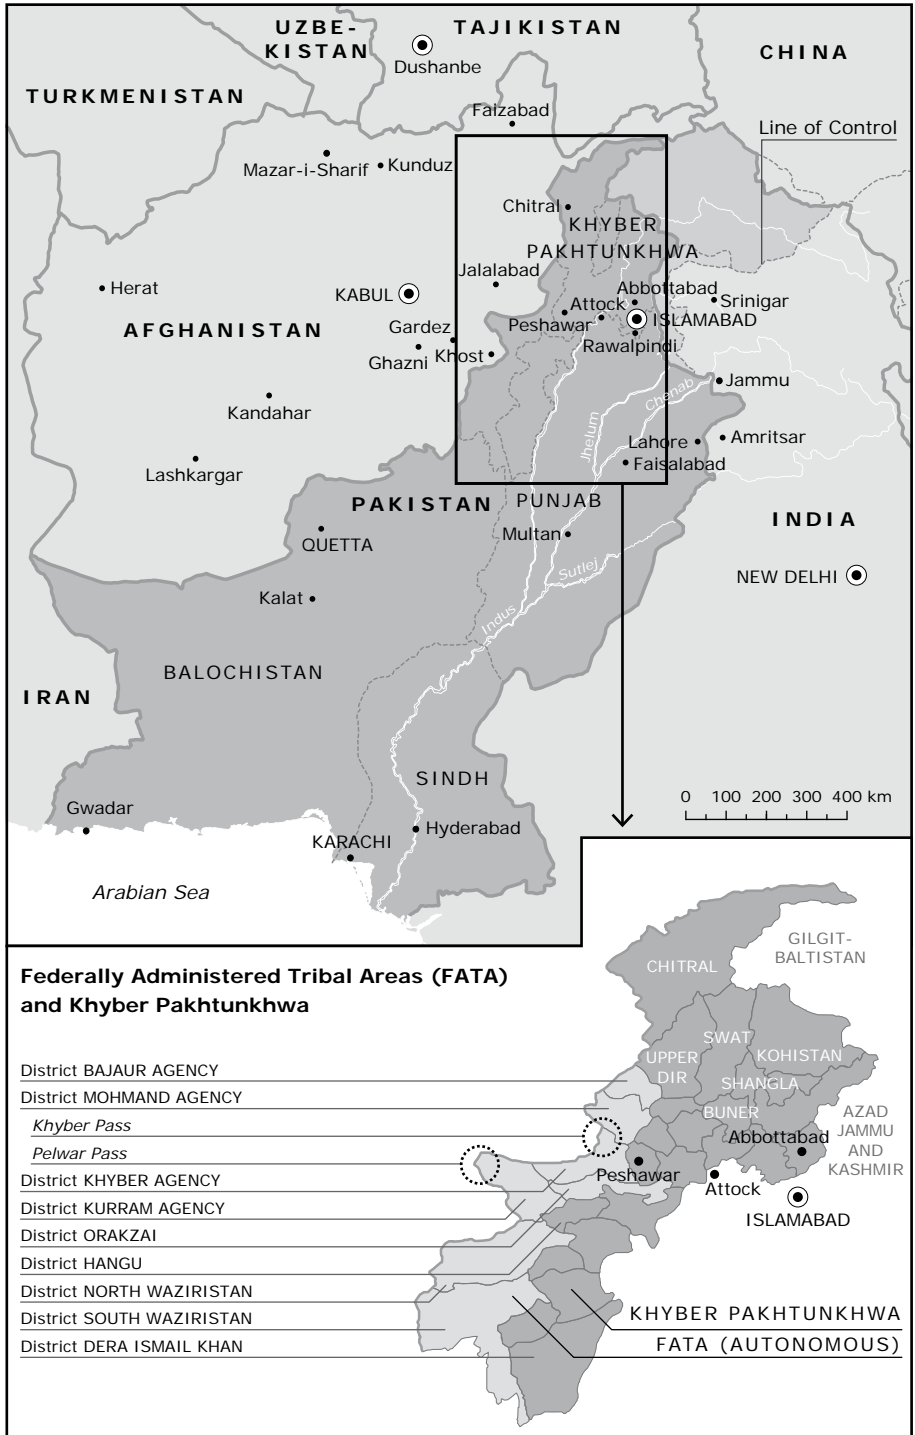 UZBE-
KISTAN
TAJIKISTAN
Dushanbe
CHINA
TURKMENISTAN
Faizabad
Line of Control
Mazar-i-Sharif
Kunduz
Chitral
KHYBER
PAKHTUNKHWA
Jalalabad
Herat
KABUL
Abbottabad
Srinigar
Attock
AFGHANISTAN
Gardez
Peshawar
ISLAMABAD
Ghazni
Khost
Rawalpindi
Jammu
Chenab
Kandahar
Jhelum
Lahore
Amritsar
Lashkargar
Faisalabad
PAKISTAN
PUNJAB
INDIA
QUETTA
Multan
Sutlej
NEW DELHI
Kalat
Indus
BALOCHISTAN
IRAN
SINDH
Gwadar
0 100 200 300 400 km
KARACHI
Hyderabad
Arabian Sea
Federally Administered Tribal Areas (FATA)
and Khyber Pakhtunkhwa
GILGIT-
BALTISTAN
CHITRAL
SWAT
UPPER
DIR
KOHISTAN
SHANGLA
BUNER
AZAD
JAMMU
AND
KASHMIR
Abbottabad
Peshawar
Attock
ISLAMABAD
District BAJAUR AGENCY
District MOHMAND AGENCY
Khyber Pass
Pelwar Pass
District KHYBER AGENCY
District KURRAM AGENCY
District ORAKZAI
District HANGU
District NORTH WAZIRISTAN
District SOUTH WAZIRISTAN
District DERA ISMAIL KHAN
KHYBER PAKHTUNKHWA
FATA (AUTONOMOUS)